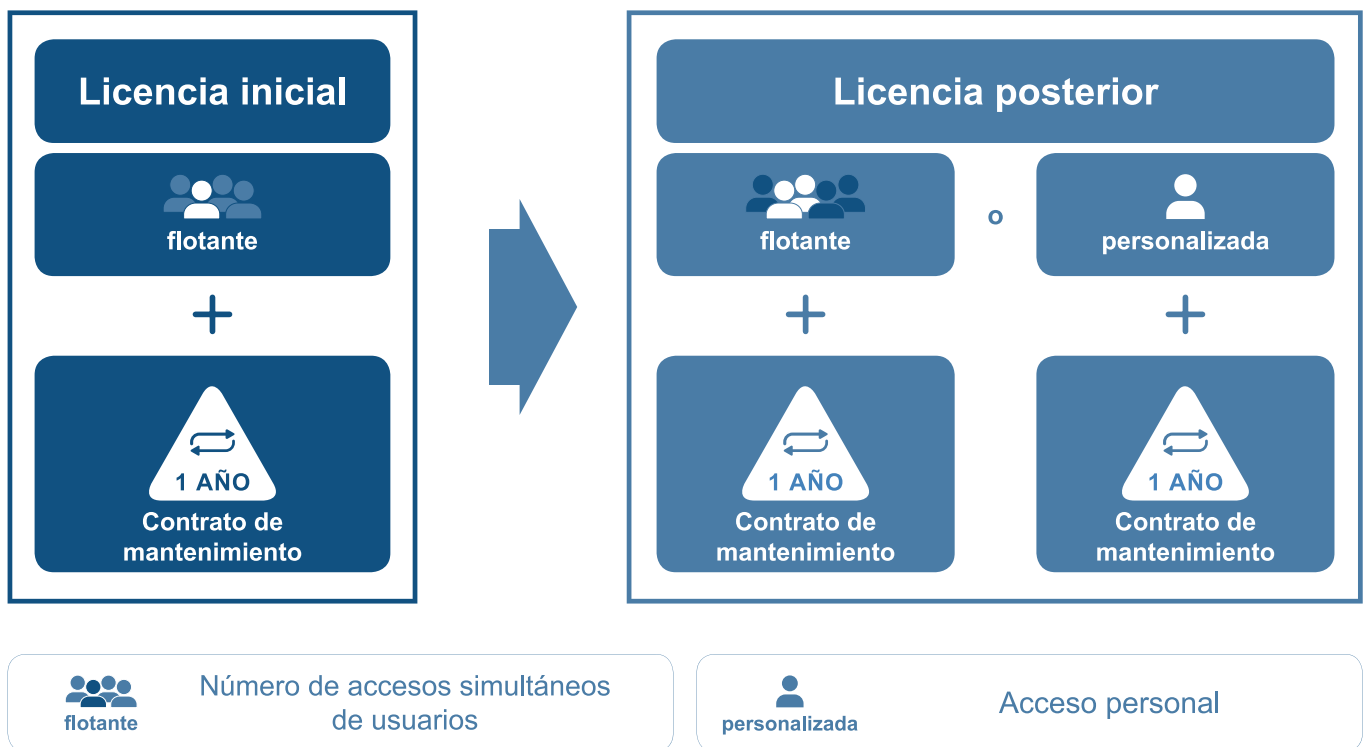 Licencia inicial
flotante
1 AÑO
Contrato de
mantenimiento
Licencia posterior
flotante
o
personalizada
1 AÑO
Contrato de
mantenimiento
1 AÑO
Contrato de
mantenimiento
flotante
Número de accesos simultáneos
de usuarios
personalizada
Acceso personal